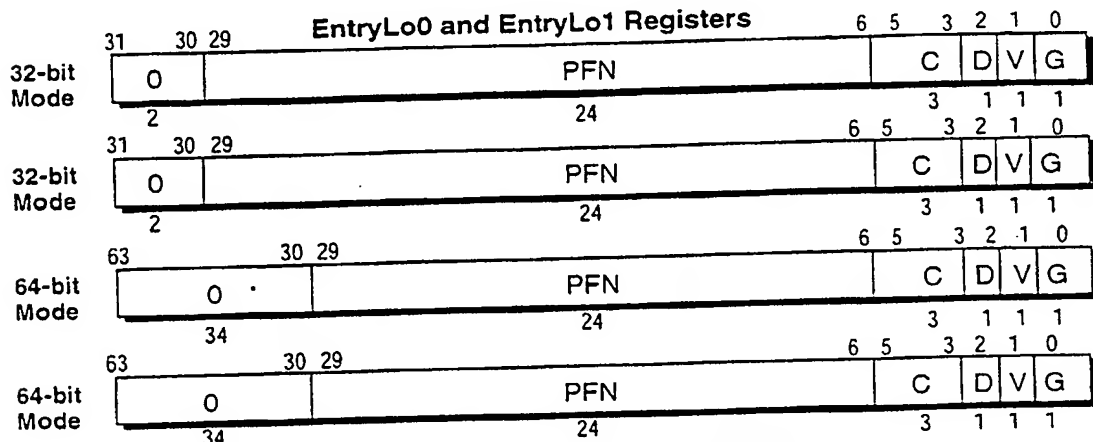 EntryLo0 and EntryLo1 Registers
31 30 29 6 5 3 2 1 0
32-bit Mode 0 PFN C D V G
2 24 3 1 1 1
31 30 29 6 5 3 2 1 0
32-bit Mode 0 PFN C D V G
2 24 3 1 1 1
63 30 29 6 5 3 2 1 0
64-bit Mode 0 PFN C D V G
34 24 3 1 1 1
63 30 29 6 5 3 2 1 0
64-bit Mode 0 PFN C D V G
34 24 3 1 1 1